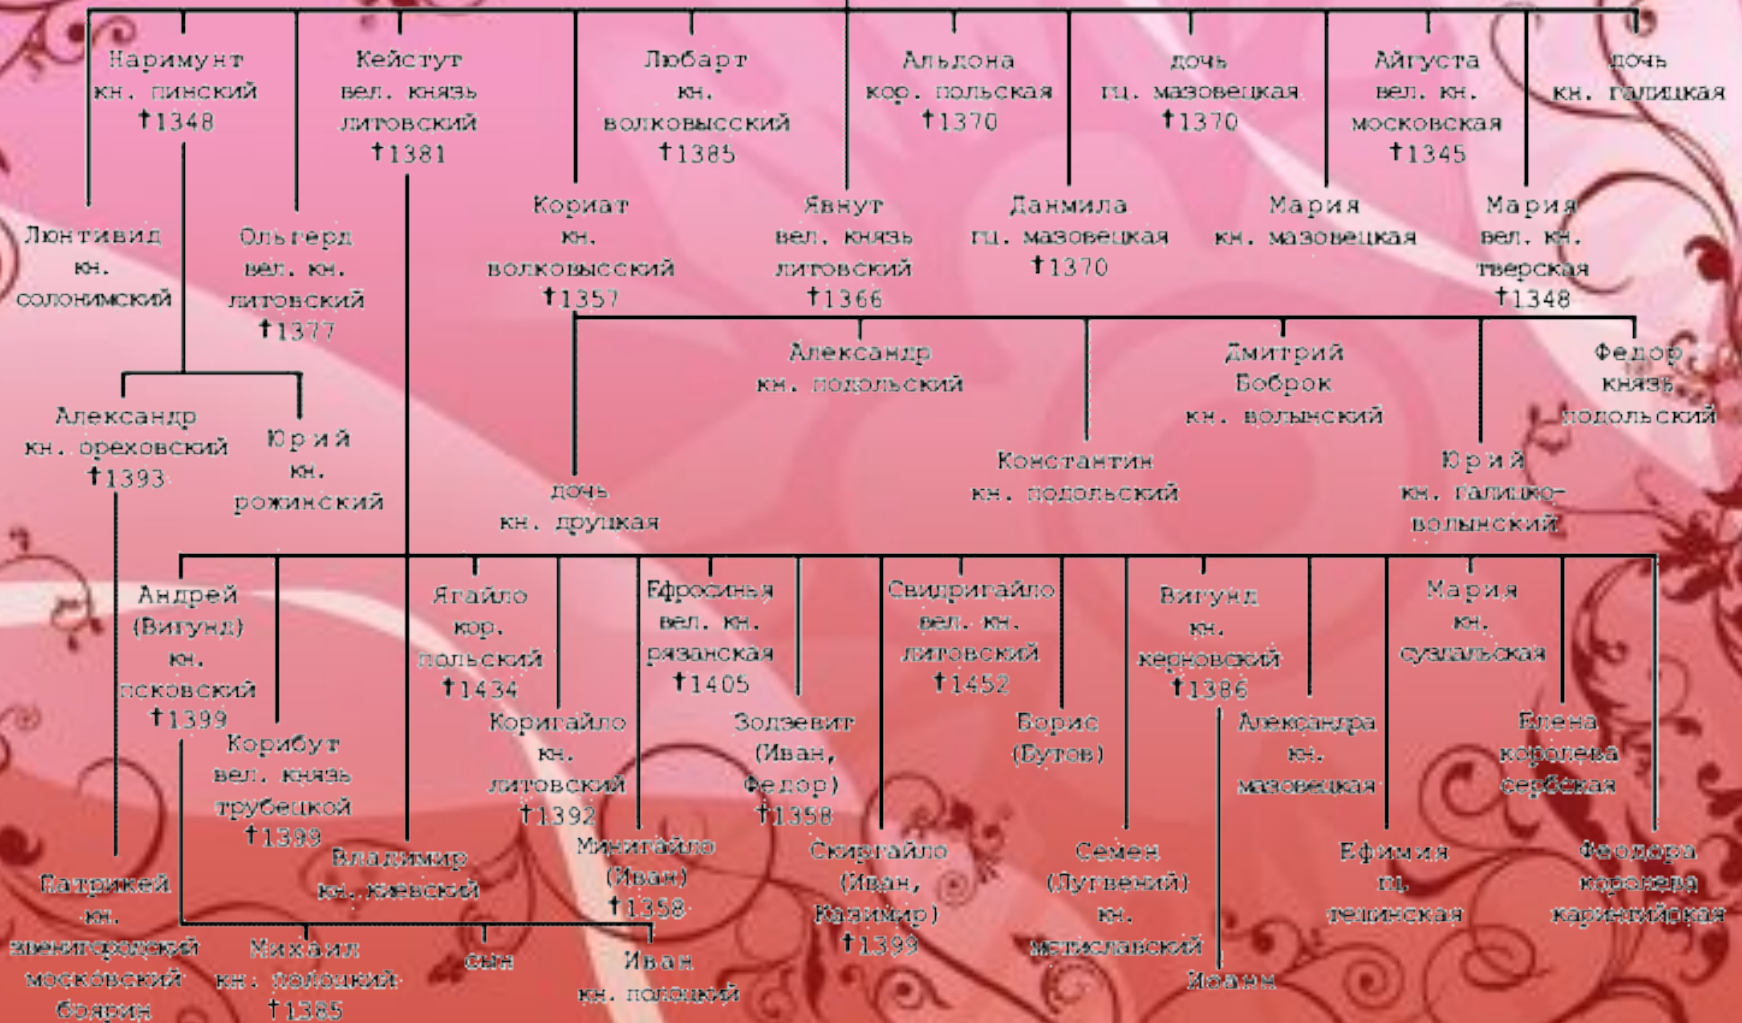 Наримунт
кн. пинский
†1348
Кейстут
вел. князь
литовский
†1381
Любарт
кн.
волковысский
†1385
Альдона
кор. польская
†1370
дочь
гц. мазовецкая
†1370
Айгуста
вел. кн.
московская
†1345
дочь
кн. галицкая
Люнтивид
кн.
солонимский
Ольгерд
вел. кн.
литовский
†1377
Кориат
кн.
волковысский
†1357
Явнут
вел. князь
литовский
†1366
Данмила
гц. мазовецкая
†1370
Мария
кн. мазовецкая
Мария
вел. кн.
тверская
†1348
Александр
кн. подольский
Дмитрий
Боброк
кн. волынский
Федор
князь
подольский
Александр
кн. ореховский
†1393
Юрий
кн.
рожинский
дочь
кн. друцкая
Константин
кн. подольский
Юрий
кн. галицко-
волынский
Андрей
(Вигунд)
кн.
псковский
†1399
Ягайло
кор.
польский
†1434
Ефросинья
вел. кн.
рязанская
†1405
Свидригайло
вел. кн.
литовский
†1452
Вигунд
кн.
керновский
†1386
Мария
кн.
суздальская
Корибут
вел. князь
трубецкой
†1399
Коригайло
кн.
литовский
†1392
Золзевит
(Иван,
Федор)
†1358
Борис
(Бутов)
Александра
кн.
мазовецкая
Елена
королева
сербская
Патрикей
кн.
звенигородский
московский
боярин
Владимир
кн. киевский
Минигайло
(Иван)
†1358
Скиргайло
(Иван,
Казимир)
†1399
Семен
(Лугвений)
кн.
мстиславский
Ефимия
гц.
тешинская
Феодора
королева
каринтийская
Михаил
кн. полоцкий
†1385
сын
Иван
кн. полоцкий
Иоанн